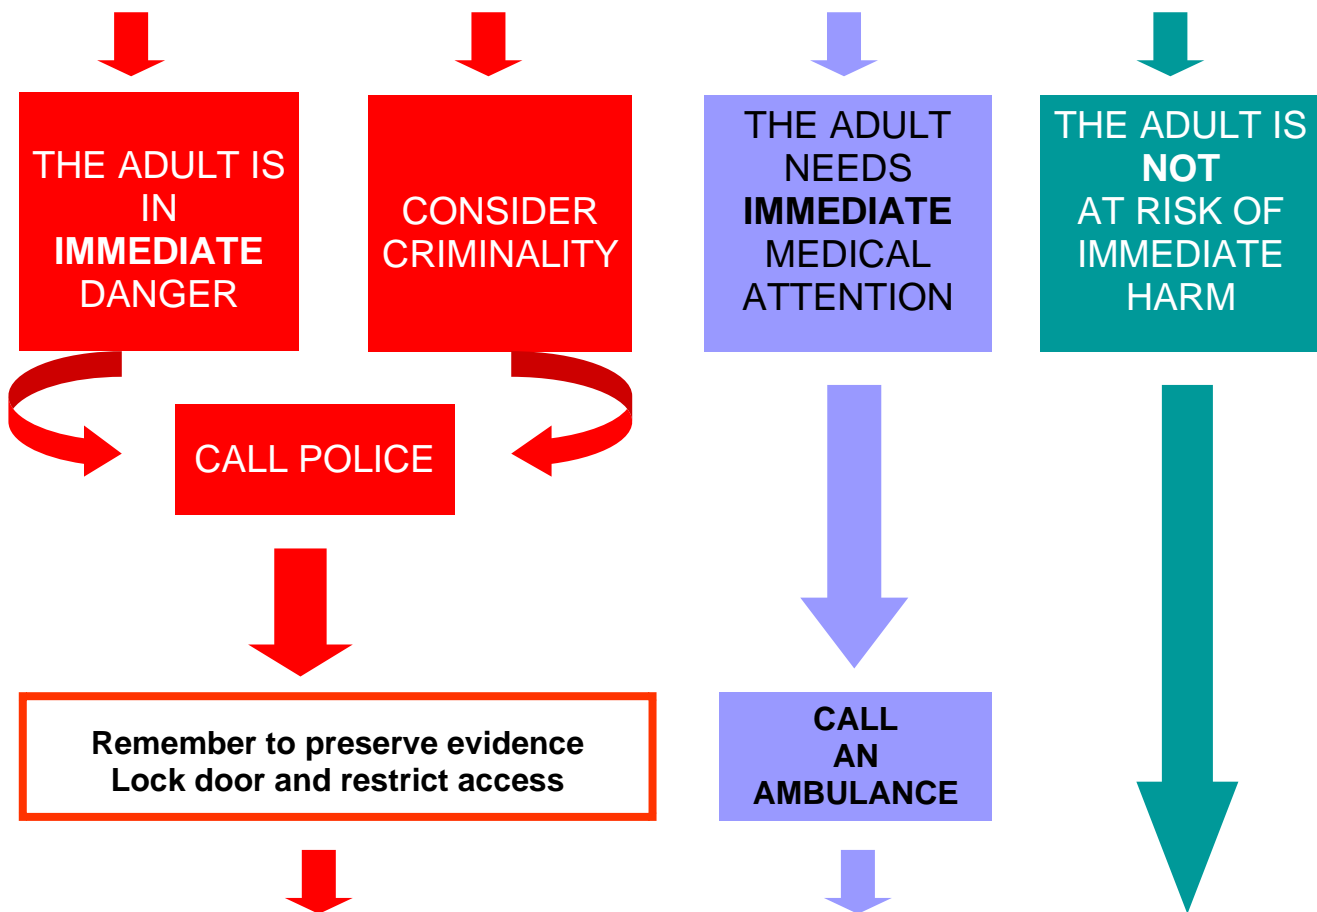 THE ADULT IS
IN
IMMEDIATE
DANGER
CONSIDER
CRIMINALITY
THE ADULT
NEEDS
IMMEDIATE
MEDICAL
ATTENTION
THE ADULT IS
NOT
AT RISK OF
IMMEDIATE
HARM
CALL POLICE
Remember to preserve evidence
Lock door and restrict access
CALL
AN
AMBULANCE